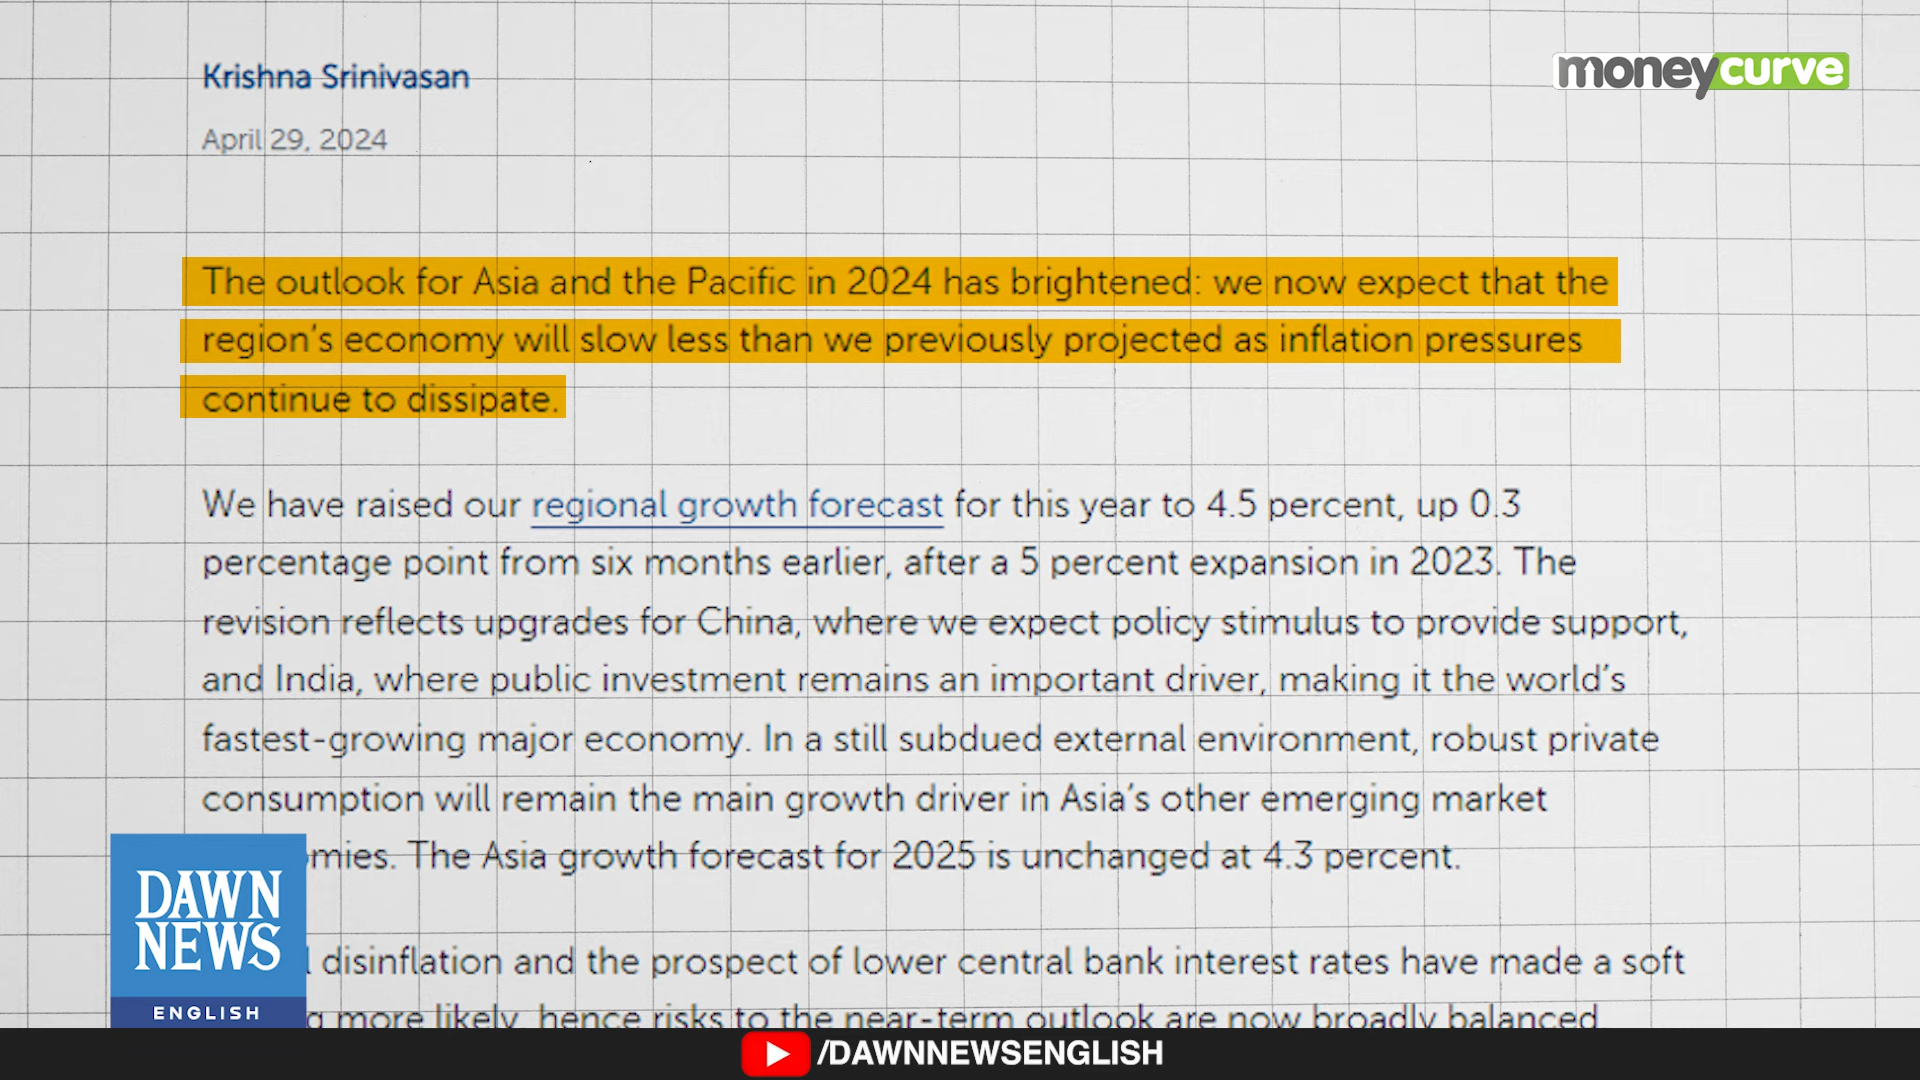 Krishna Srinivasan
moneycurve
April 29, 2024
The outlook for Asia and the Pacific in 2024 has brightened: we now expect that the
region's economy will slow less than we previously projected as inflation pressures
continue to dissipate.
We have raised our regional growth forecast for this year to 4.5 percent, up 0.3
percentage point from six months earlier, after a 5 percent expansion in 2023. The
revision reflects upgrades for China, where we expect policy stimulus to provide support,
and India, where public investment remains an important driver, making it the world's
fastest-growing major economy. In a still subdued external environment, robust private
consumption will remain the main growth driver in Asia's other emerging market
mies. The Asia growth forecast for 2025 is unchanged at 4.3 percent.
disinflation and the prospect of lower central bank interest rates have made a soft
more likely, hence risks to the near-term outlook are now broadly balanced
DAWN
NEWS
ENGLISH
/DAWNNEWSENGLISH